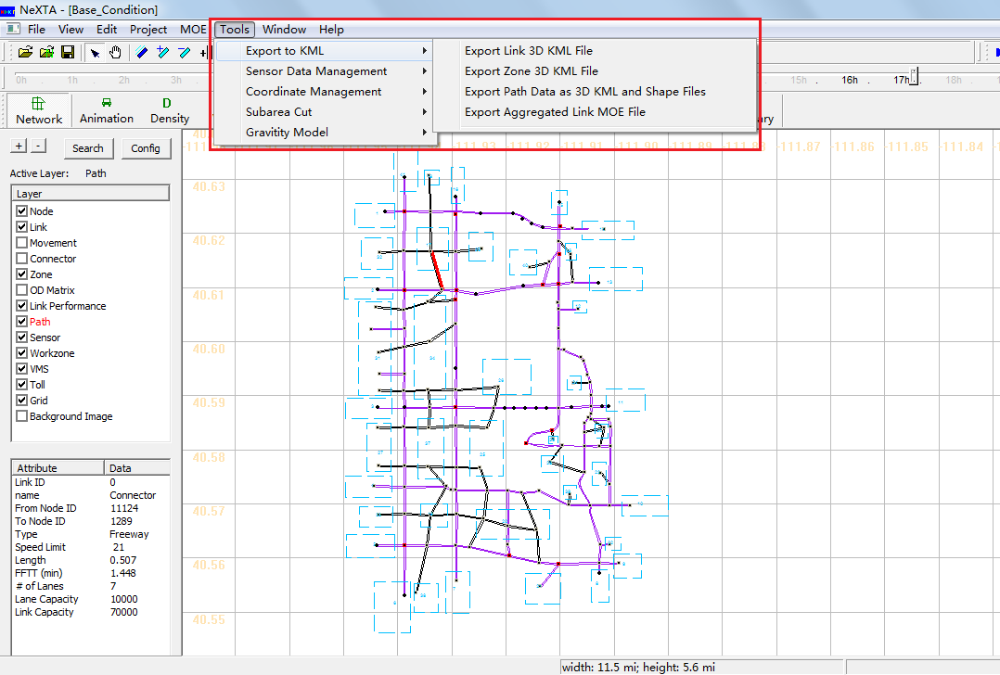 NeXTA - [Base_Condition]
File View Edit Project MOE Tools Window Help
Export to KML
Sensor Data Management
Coordinate Management
Subarea Cut
Gravitity Model
Export Link 3D KML File
Export Zone 3D KML File
Export Path Data as 3D KML and Shape Files
Export Aggregated Link MOE File
0h 1h 2h 3h 15h 16h 17h 18h
Network Animation Density
+ - Search Config
Active Layer: Path
Layer
Node
Link
Movement
Connector
Zone
OD Matrix
Link Performance
Path
Sensor
Workzone
VMS
Toll
Grid
Background Image
Attribute Data
Link ID 0
name Connector
From Node ID 11124
To Node ID 1289
Type Freeway
Speed Limit 21
Length 0.507
FFTT (min) 1.448
# of Lanes 7
Lane Capacity 10000
Link Capacity 70000
-111.93 -111.92 -111.91 -111.90 -111.89 -111.88 -111.87 -111.86 -111.85 -111.84
40.63
40.62
40.61
40.60
40.59
40.58
40.57
40.56
40.55
width: 11.5 mi; height: 5.6 mi